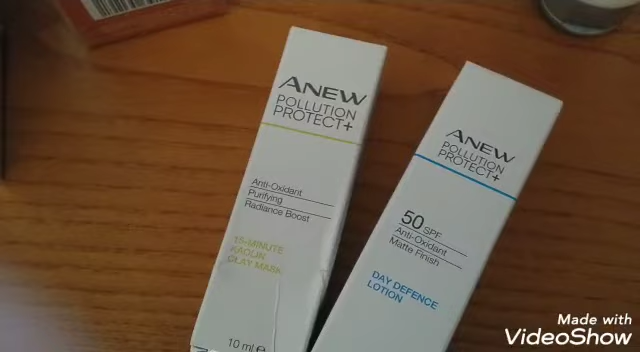 ANEW
POLLUTION
PROTECT+
Anti-Oxidant
Purifying
Radiance Boost
15-MINUTE
KAOLIN
CLAY MASK
10 ml e
ANEW
POLLUTION
PROTECT+
50 SPF
Anti-Oxidant
Matte Finish
DAY DEFENCE
LOTION
Made with
VideoShow